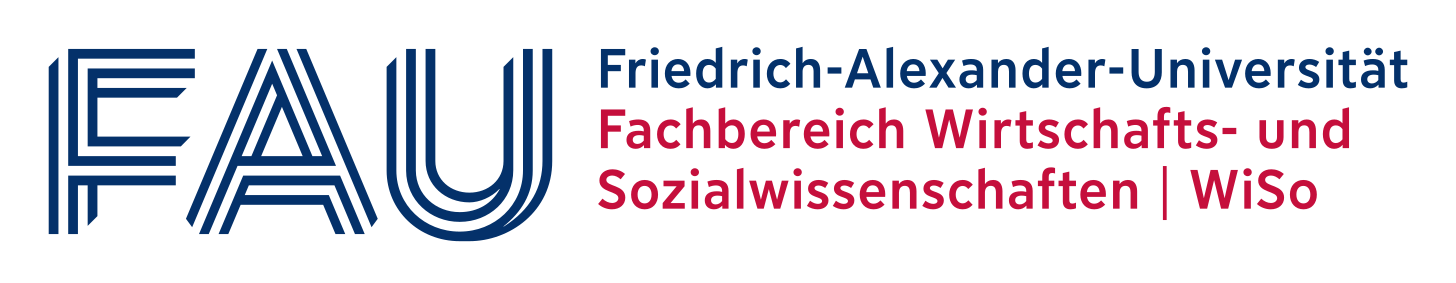 FAU
Friedrich-Alexander-Universität
Fachbereich Wirtschafts- und
Sozialwissenschaften | WiSo